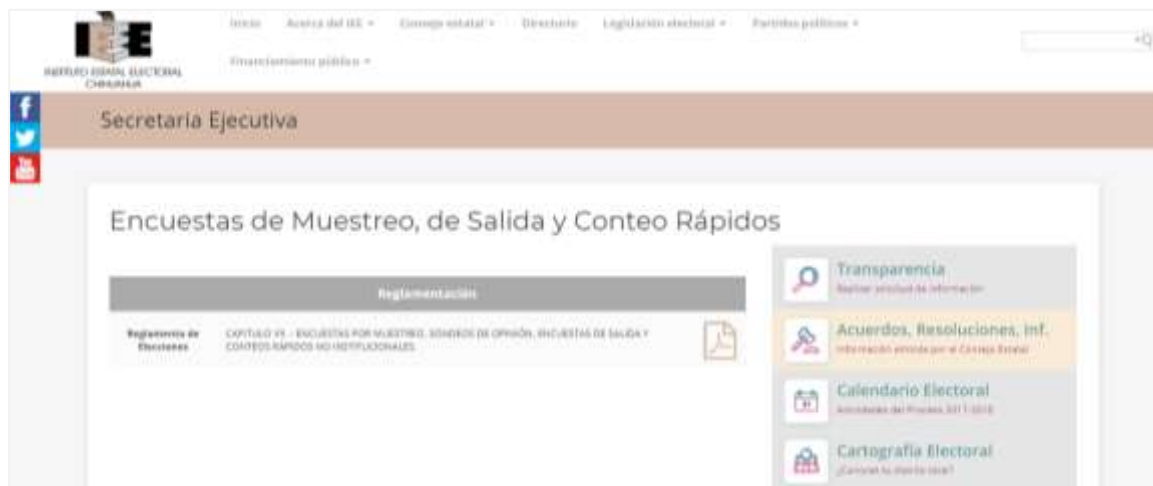 Inicio Acerca del IEE Consejo estatal Directorio Legislación electoral Partidos políticos
Financiamiento público
IEE
INSTITUTO ESTATAL ELECTORAL
CHIHUAHUA
Secretaría Ejecutiva
Encuestas de Muestreo, de Salida y Conteo Rápidos
Reglamentación
Reglamento de
Elecciones
CAPITULO VII. - ENCUESTAS POR MUESTREO, SONDEOS DE OPINIÓN, ENCUESTAS DE SALIDA Y
CONTEOS RÁPIDOS NO INSTITUCIONALES.
Transparencia
Realizar solicitud de información
Acuerdos, Resoluciones, Inf.
Información emitida por el Consejo Estatal
Calendario Electoral
Actividades del Proceso 2017-2018
Cartografía Electoral
¿Conoces tu distrito local?